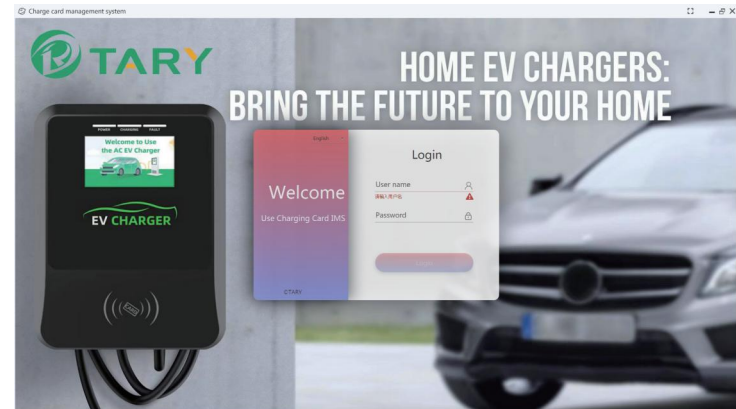 Charge card management system
TARY
HOME EV CHARGERS:
BRING THE FUTURE TO YOUR HOME
POWER CHARGING FAULT
Welcome to Use
the AC EV Charger
EV CHARGER
English
Welcome
Use Charging Card IMS
©TARY
Login
User name
请输入用户名
Password
Login